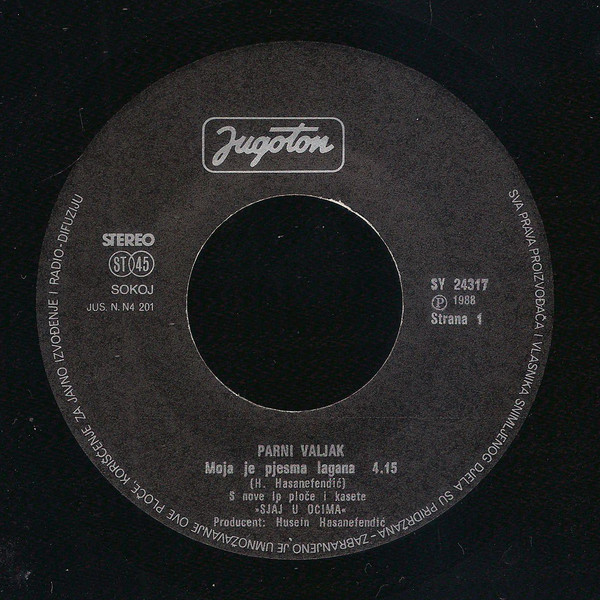 Jugoton
STEREO
ST 45
SOKOJ
JUS. N. N4 201
SY 24317
Ⓟ 1988
Strana 1
PARNI VALJAK
Moja je pjesma lagana 4.15
(H. Hasanefendić)
S nove lp ploče i kasete
»SJAJ U OCIMA«
Producent: Husein Hasanefendić
SVA PRAVA PROIZVOĐAČA I VLASNIKA SNIMLJENOG DJELA SU PRIDRŽANA – ZABRANJENO JE UMNOŽAVANJE OVE PLOČE, KORIŠĆENJE ZA JAVNO IZVOĐENJE I RADIO-DIFUZIJU